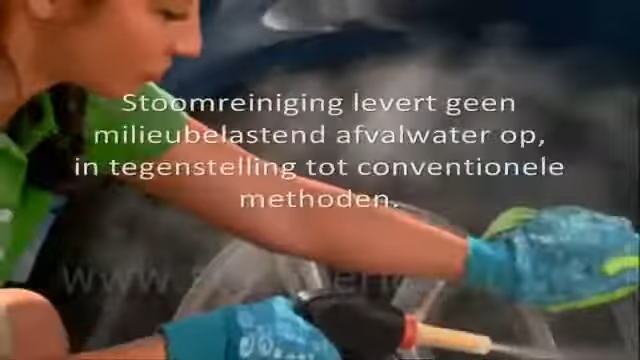 Stoomreiniging levert geen
milieubelastend afvalwater op,
in tegenstelling tot conventionele
methoden.